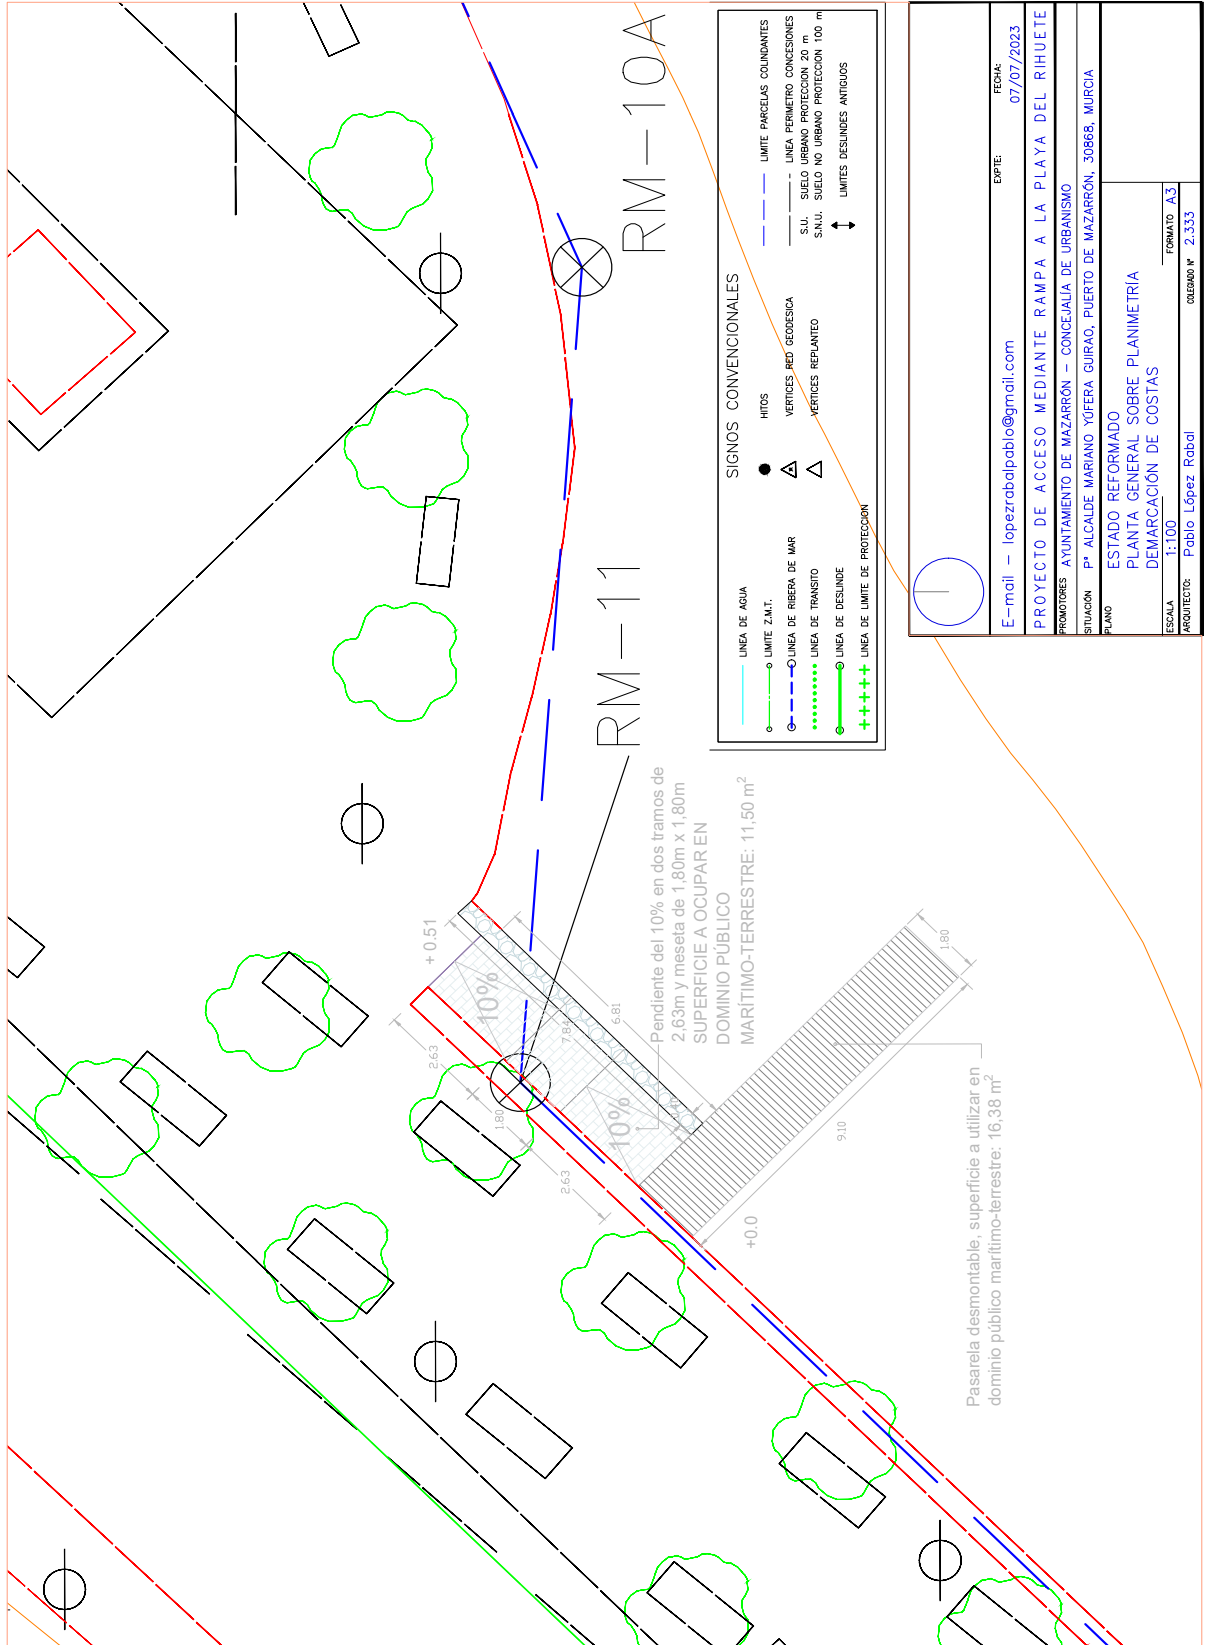 RM-10A
RM-11
SIGNOS CONVENCIONALES
LINEA DE AGUA
LIMITE Z.M.T.
LINEA DE RIBERA DE MAR
LINEA DE TRANSITO
LINEA DE DESLINDE
LINEA DE LIMITE DE PROTECCION
HITOS
VERTICES RED GEODESICA
VERTICES REPLANTEO
LIMITE PARCELAS COLINDANTES
LINEA PERIMETRO CONCESIONES
S.U. SUELO URBANO PROTECCION 20 m
S.N.U. SUELO NO URBANO PROTECCION 100 m
LIMITES DESLINDES ANTIGUOS
+0.51
10%
10%
2.63
1.80
2.63
7.84
6.81
0.40
1.80
9.10
+0.0
Pendiente del 10% en dos tramos de
2,63m y meseta de 1,80m x 1,80m
SUPERFICIE A OCUPAR EN
DOMINIO PÚBLICO
MARÍTIMO-TERRESTRE: 11,50 m²
Pasarela desmontable, superficie a utilizar en
dominio público marítimo-terrestre: 16,38 m²
E-mail - lopezrabalpablo@gmail.com
EXPTE:
FECHA:
07/07/2023
PROYECTO DE ACCESO MEDIANTE RAMPA A LA PLAYA DEL RIHUETE
PROMOTORES AYUNTAMIENTO DE MAZARRÓN - CONCEJALÍA DE URBANISMO
SITUACIÓN Pº ALCALDE MARIANO YÚFERA GUIRAO, PUERTO DE MAZARRÓN, 30868, MURCIA
PLANO
ESTADO REFORMADO
PLANTA GENERAL SOBRE PLANIMETRÍA
DEMARCACIÓN DE COSTAS
ESCALA 1:100
FORMATO A3
ARQUITECTO: Pablo López Rabal
COLEGIADO Nº 2.333